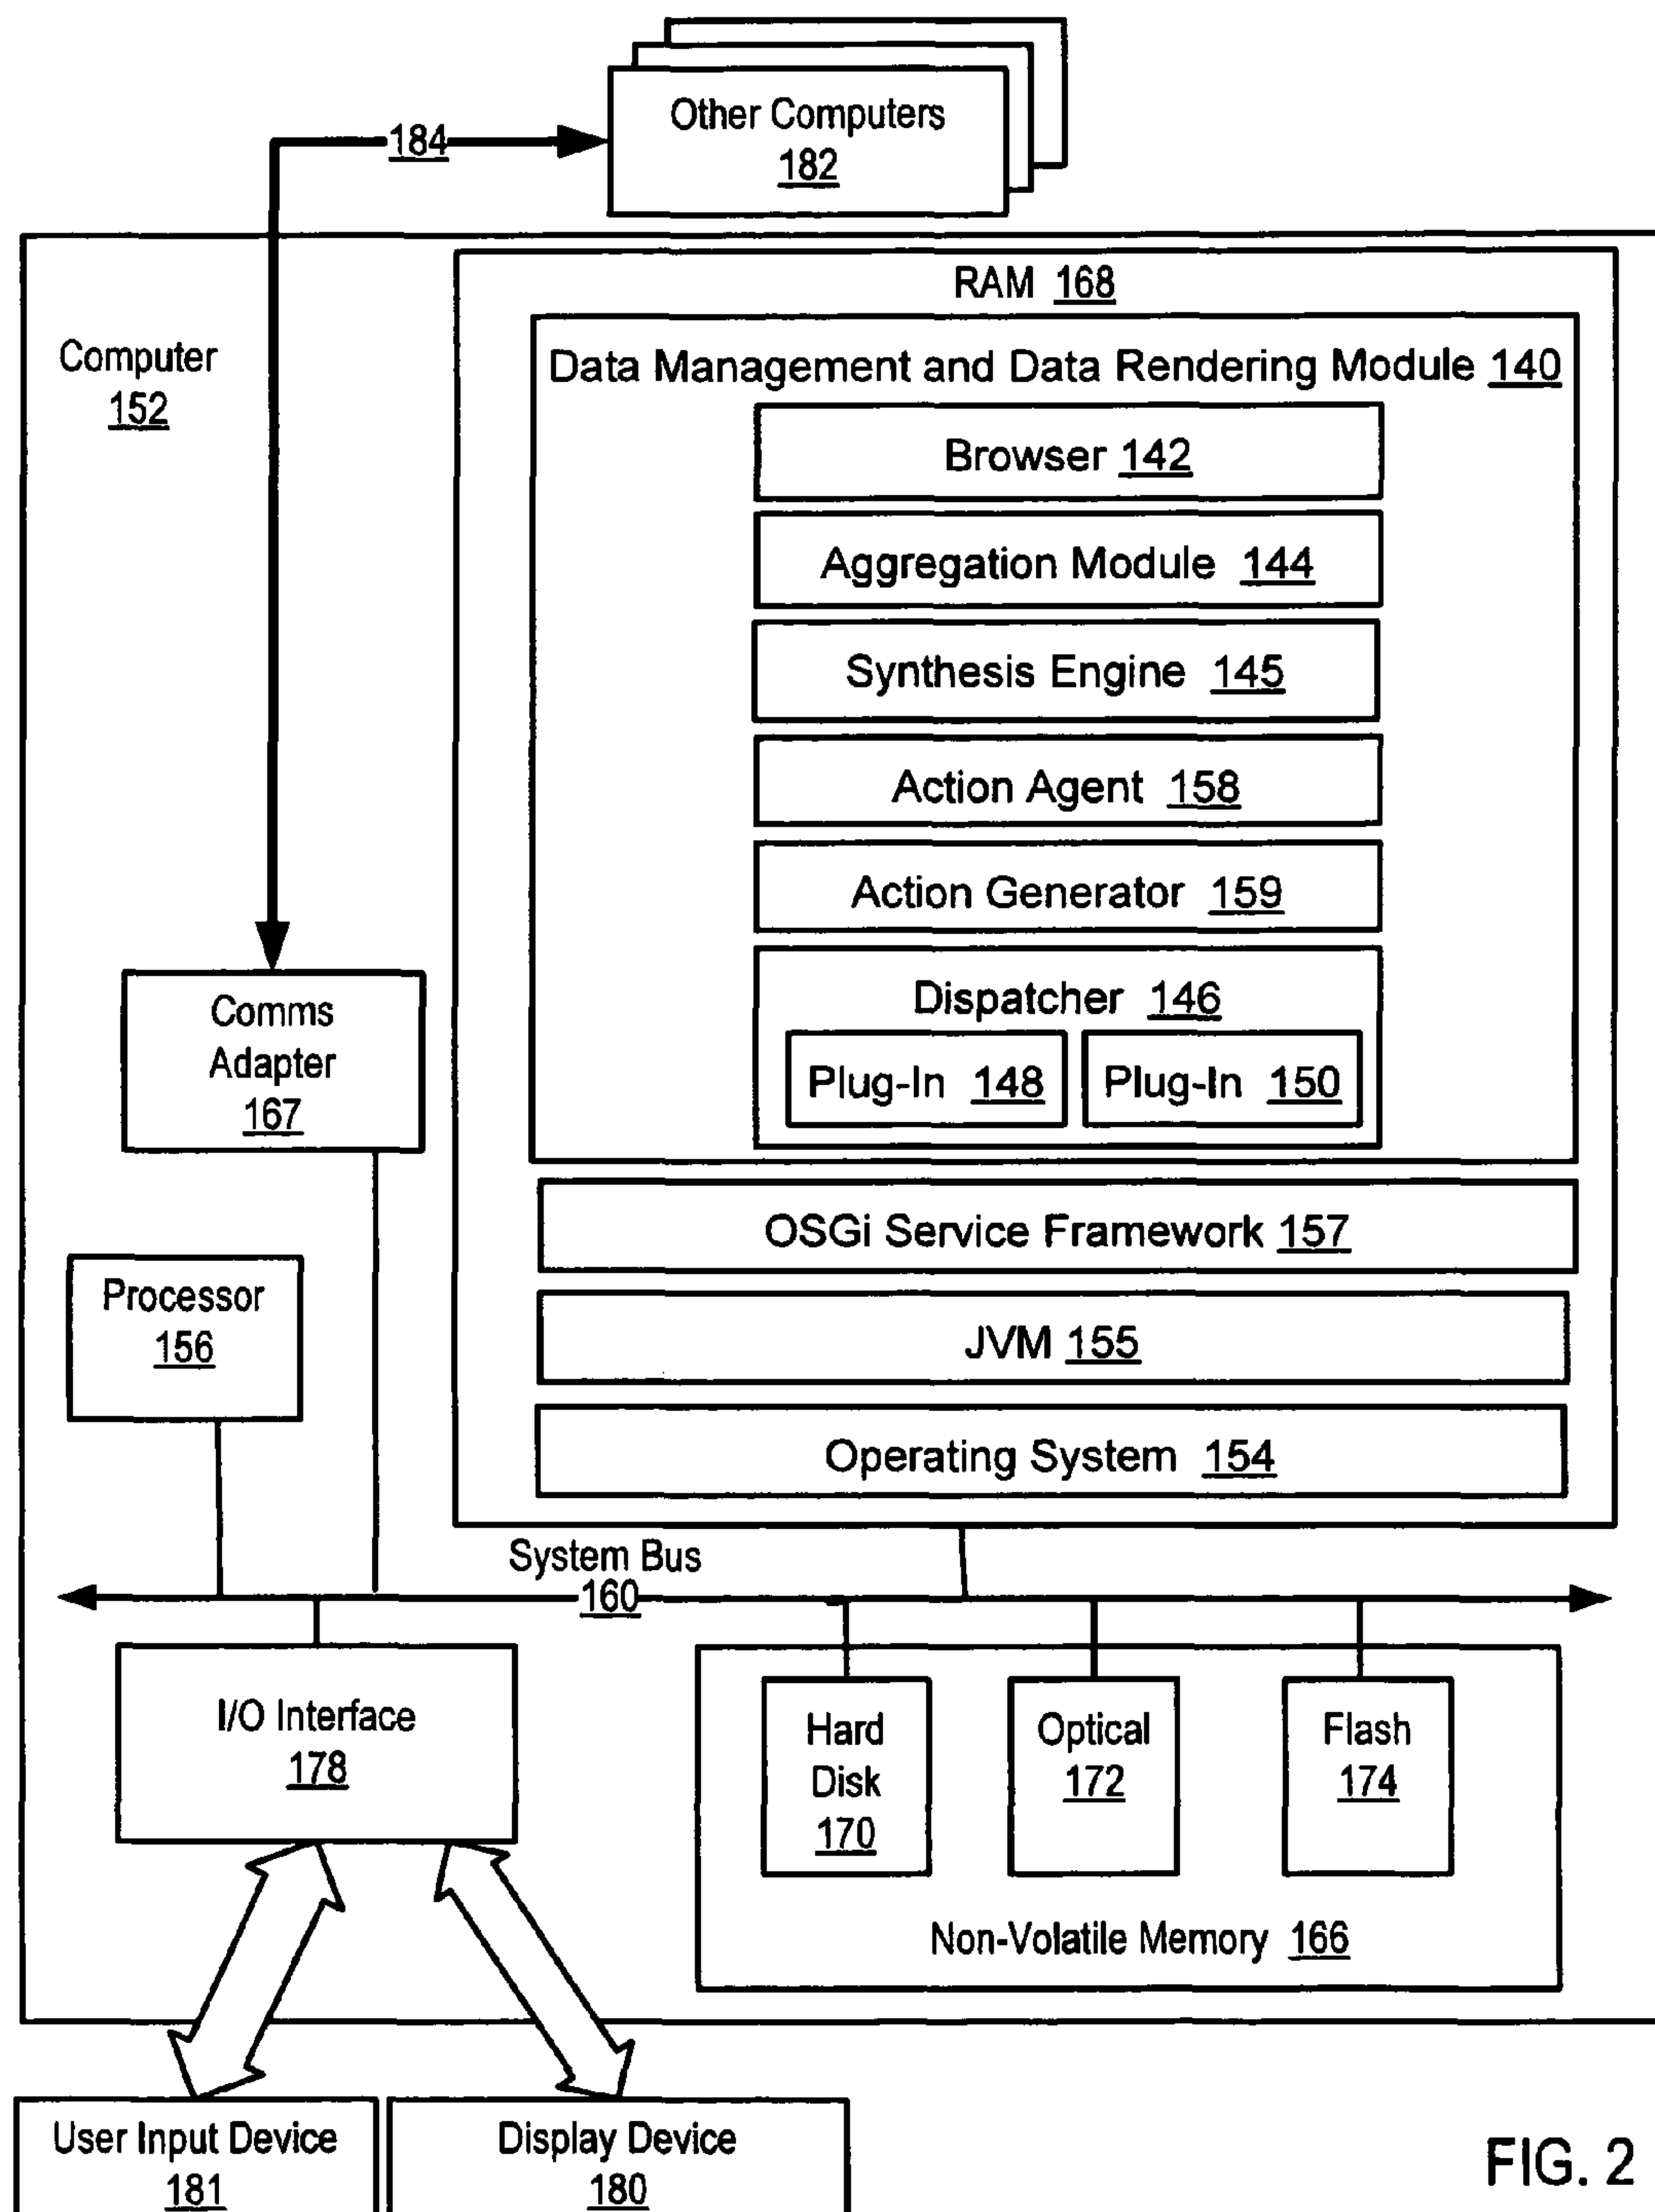 Other Computers
182
184
RAM 168
Computer
152
Data Management and Data Rendering Module 140
Browser 142
Aggregation Module 144
Synthesis Engine 145
Action Agent 158
Action Generator 159
Dispatcher 146
Plug-In 148
Plug-In 150
Comms
Adapter
167
OSGi Service Framework 157
Processor
156
JVM 155
Operating System 154
System Bus
160
I/O Interface
178
Hard
Disk
170
Optical
172
Flash
174
Non-Volatile Memory 166
User Input Device
181
Display Device
180
FIG. 2